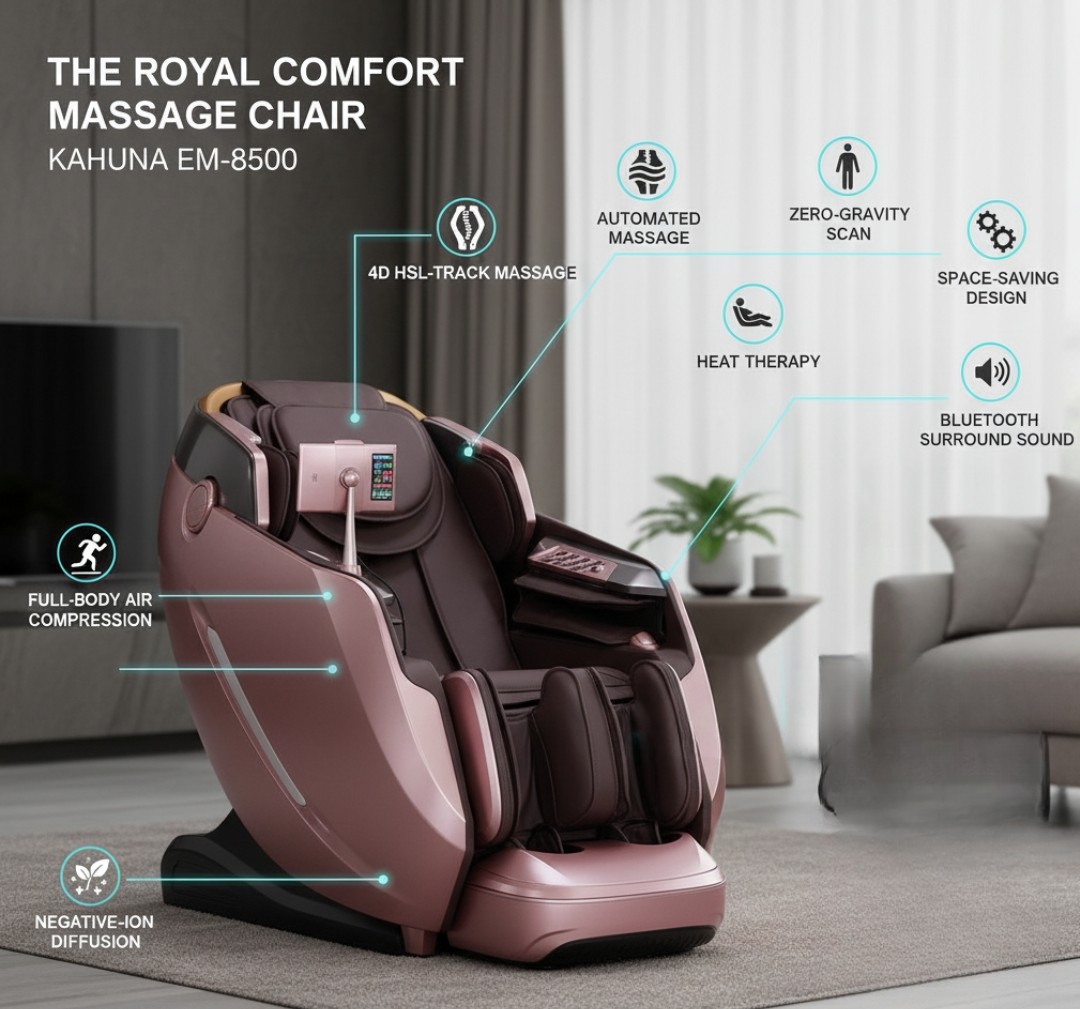 THE ROYAL COMFORT
MASSAGE CHAIR
KAHUNA EM-8500
4D HSL-TRACK MASSAGE
AUTOMATED
MASSAGE
ZERO-GRAVITY
SCAN
SPACE-SAVING
DESIGN
HEAT THERAPY
BLUETOOTH
SURROUND SOUND
FULL-BODY AIR
COMPRESSION
NEGATIVE-ION
DIFFUSION